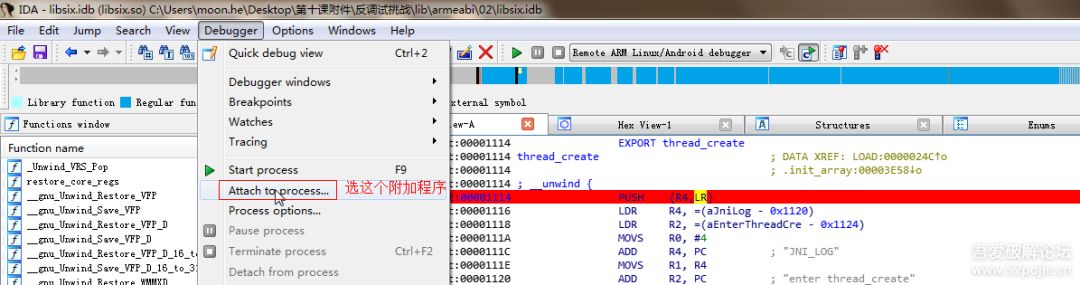 IDA - libsix.idb (libsix.so) C:\Users\moon.he\Desktop\第十课附件\反调试挑战\lib\armeabi\02\libsix.idb
File Edit Jump Search View Debugger Options Windows Help
Quick debug view Ctrl+2
Remote ARM Linux/Android debugger
Debugger windows
Breakpoints
Watches
Tracing
Start process F9
Attach to process... 选这个附加程序
Process options...
Pause process
Terminate process Ctrl+F2
Detach from process
Library function Regular fun
xternal symbol
Functions window
ew-A
Hex View-1
Structures
Enums
Function name
_Unwind_VRS_Pop
restore_core_regs
__gnu_Unwind_Restore_VFP
__gnu_Unwind_Save_VFP
__gnu_Unwind_Restore_VFP_D
__gnu_Unwind_Save_VFP_D
__gnu_Unwind_Restore_VFP_D_16_to
__gnu_Unwind_Save_VFP_D_16_to_3
__gnu_Unwind_Restore_WMMXD
t:00001114 EXPORT thread_create
t:00001114 thread_create ; DATA XREF: LOAD:0000024C↑o
t:00001114 ; .init_array:00003E58↓o
t:00001114 ; __unwind {
t:00001114 PUSH {R4,LR}
t:00001116 LDR R4, =(aJniLog - 0x1120)
t:00001118 LDR R2, =(aEnterThreadCre - 0x1124)
t:0000111A MOVS R0, #4
t:0000111C ADD R4, PC ; "JNI_LOG"
t:0000111E MOVS R1, R4
t:00001120 ADD R2, PC ; "enter thread_create"
吾爱破解论坛
www.52pojie.cn